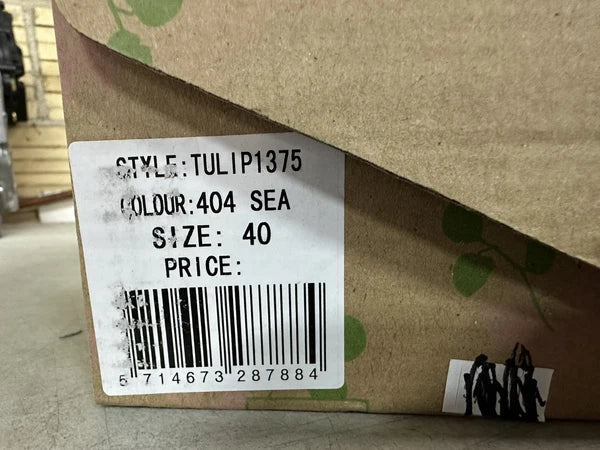 STYLE:TULIP1375
COLOUR:404 SEA
SIZE: 40
PRICE:
5 714673 287884